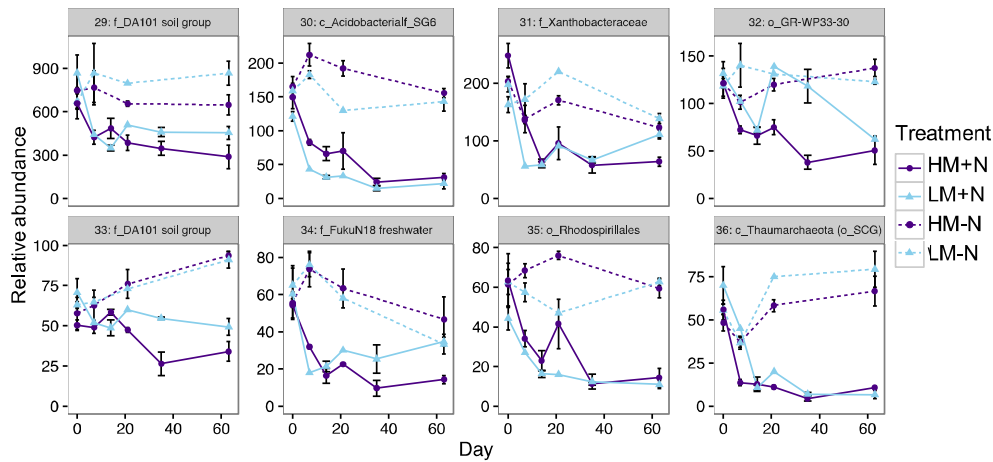 29: f_DA101 soil group
30: c_AcidobacteriaIf_SG6
31: f_Xanthobacteraceae
32: o_GR-WP33-30
900
600
300
0
200
150
100
50
0
200
100
0
150
100
50
0
33: f_DA101 soil group
34: f_FukuN18 freshwater
35: o_Rhodospirillales
36: c_Thaumarchaeota (o_SCG)
100
75
50
25
0
80
60
40
20
0
80
60
40
20
0
75
50
25
0
0 20 40 60
0 20 40 60
0 20 40 60
0 20 40 60
Day
Relative abundance
Treatment
HM+N
LM+N
HM-N
LM-N